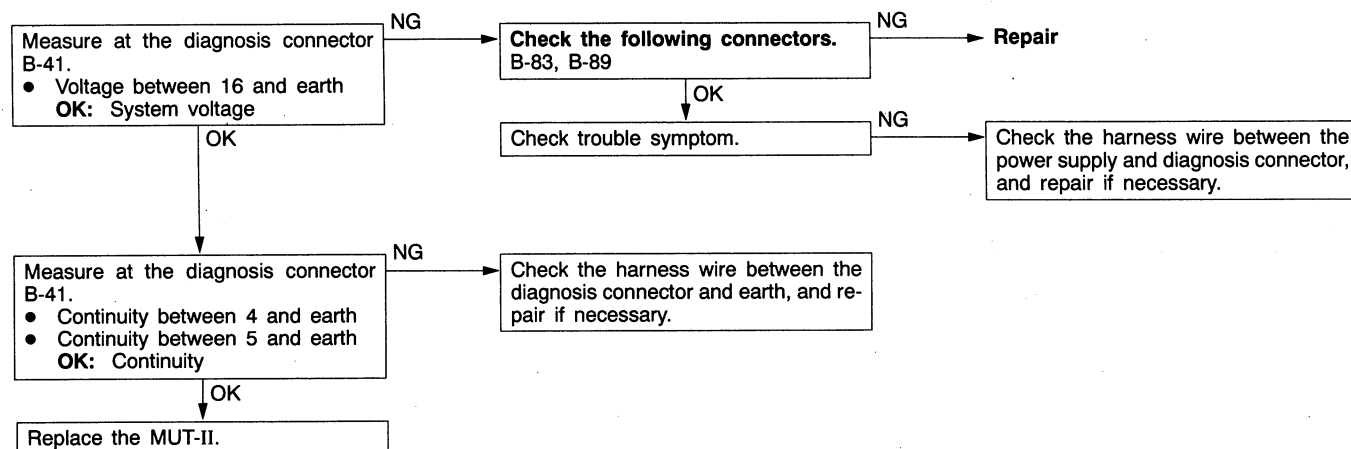 Measure at the diagnosis connector
B-41.
● Voltage between 16 and earth
OK: System voltage
NG
Check the following connectors.
B-83, B-89
NG
Repair
OK
OK
Check trouble symptom.
NG
Check the harness wire between the
power supply and diagnosis connector,
and repair if necessary.
Measure at the diagnosis connector
B-41.
● Continuity between 4 and earth
● Continuity between 5 and earth
OK: Continuity
NG
Check the harness wire between the
diagnosis connector and earth, and re-
pair if necessary.
OK
Replace the MUT-II.